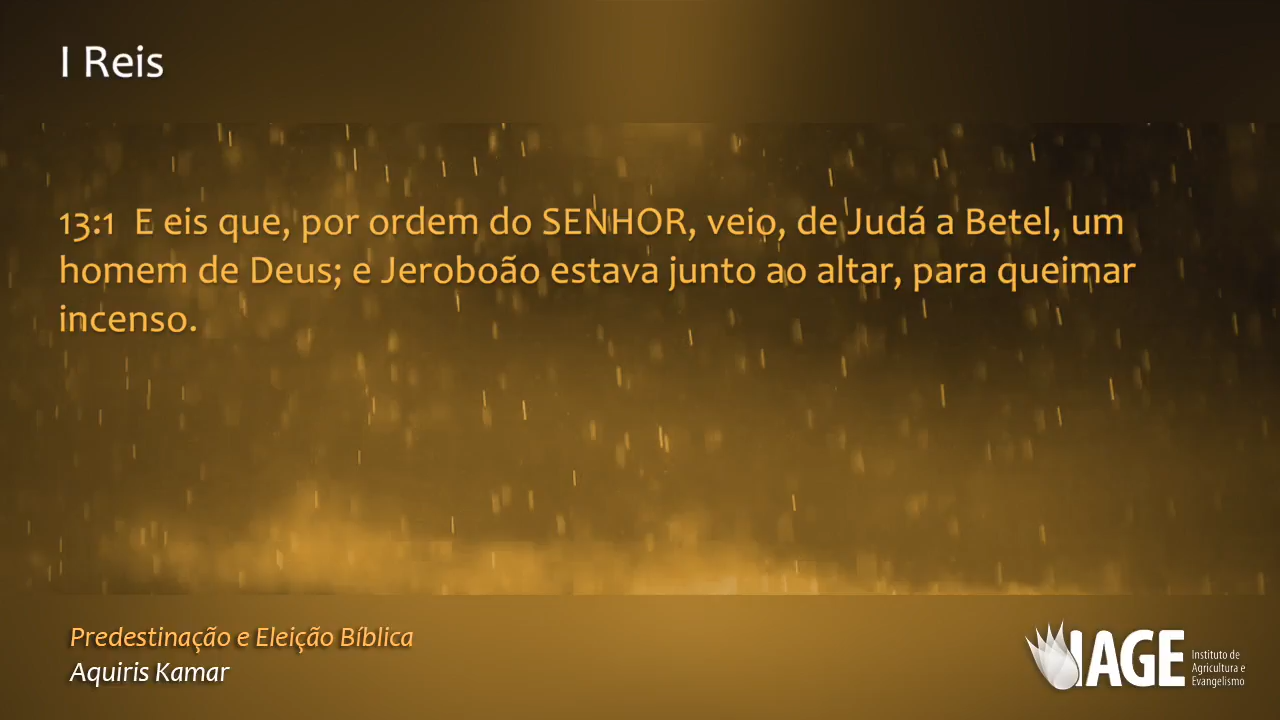 I Reis
13:1 E eis que, por ordem do SENHOR, veio, de Judá a Betel, um
homem de Deus; e Jeroboão estava junto ao altar, para queimar
incenso.
Predestinação e Eleição Bíblica
Aquiris Kamar
IAGE
Instituto de
Agricultura e
Evangelismo